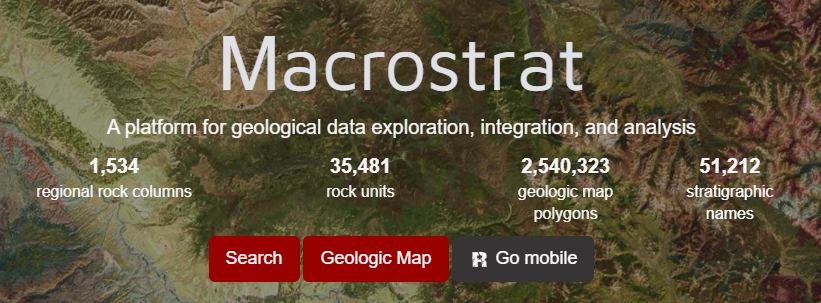 Macrostrat
A platform for geological data exploration, integration, and analysis
1,534
regional rock columns
35,481
rock units
2,540,323
geologic map
polygons
51,212
stratigraphic
names
Search
Geologic Map
Go mobile